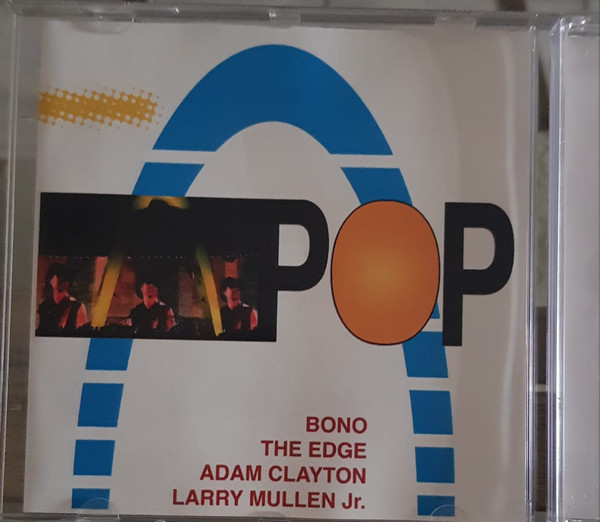 POP
BONO
THE EDGE
ADAM CLAYTON
LARRY MULLEN Jr.